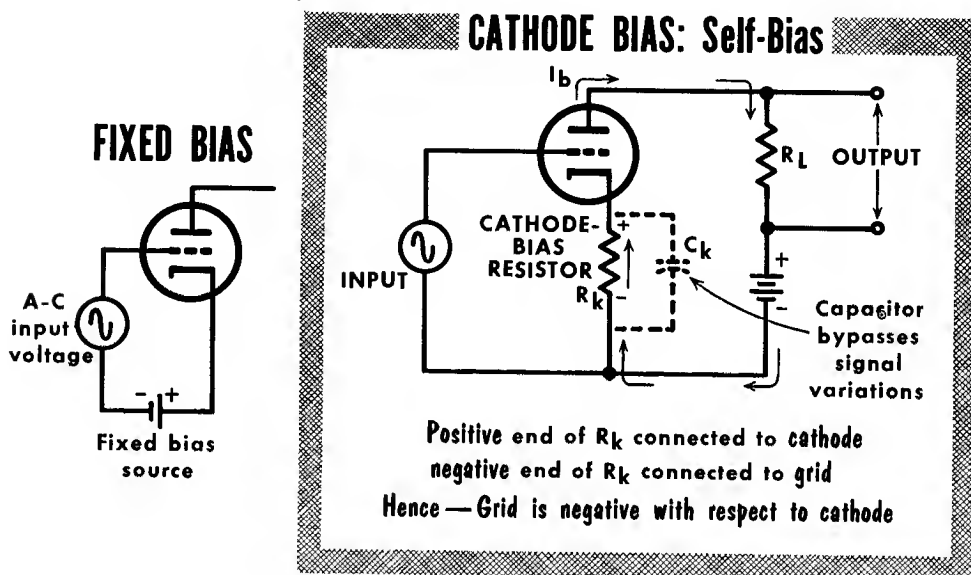 FIXED BIAS
A-C
input
voltage
- +
Fixed bias
source
CATHODE BIAS: Self-Bias
Ib
RL
OUTPUT
INPUT
CATHODE-
BIAS
RESISTOR
Rk
+
-
Ck
+
-
Capacitor
bypasses
signal
variations
Positive end of Rk connected to cathode
negative end of Rk connected to grid
Hence — Grid is negative with respect to cathode